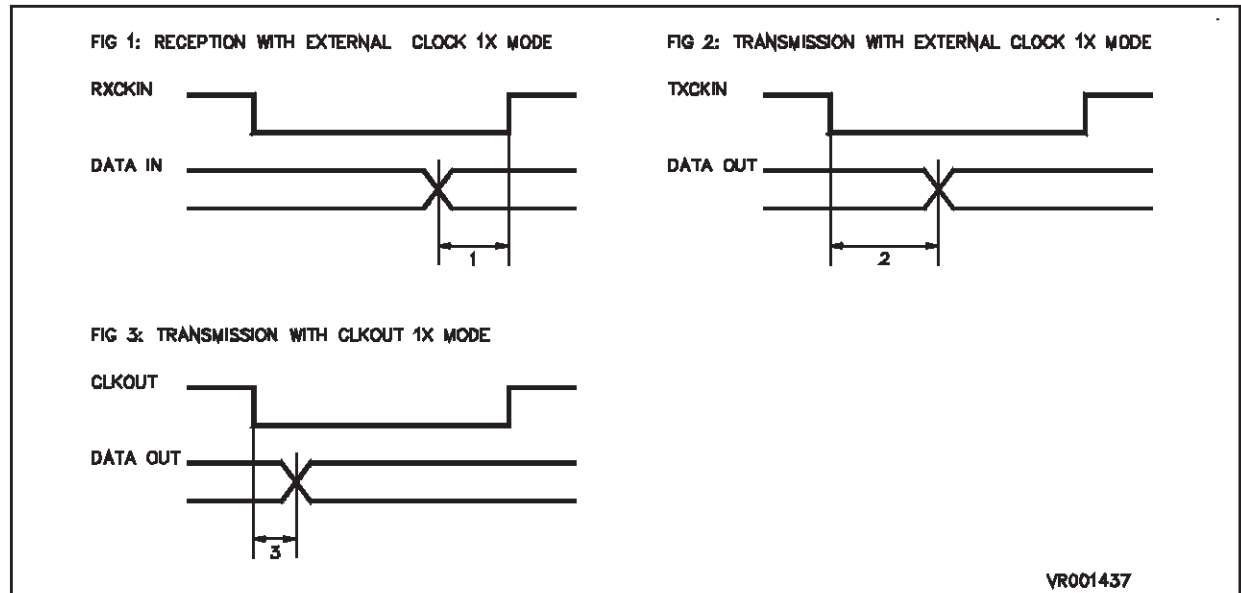 FIG 1: RECEPTION WITH EXTERNAL CLOCK 1X MODE
RXCKIN
DATA IN
1
FIG 2: TRANSMISSION WITH EXTERNAL CLOCK 1X MODE
TXCKIN
DATA OUT
2
FIG 3: TRANSMISSION WITH CLKOUT 1X MODE
CLKOUT
DATA OUT
3
VR001437